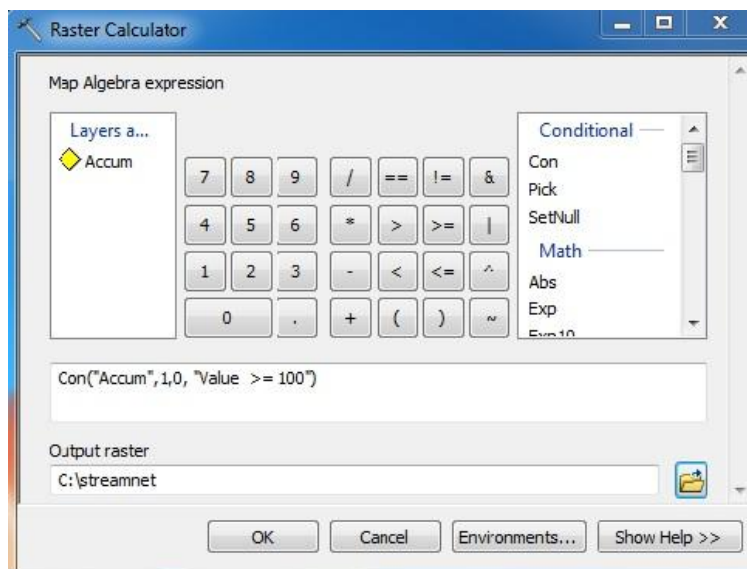 Raster Calculator
Map Algebra expression
Layers a...
Accum
7 8 9 / == != &
4 5 6 * > >= |
1 2 3 - < <= ^
0 . + ( ) ~
Conditional
Con
Pick
SetNull
Math
Abs
Exp
Exp10
Con("Accum",1,0, "Value >= 100")
Output raster
C:\streamnet
OK Cancel Environments... Show Help >>